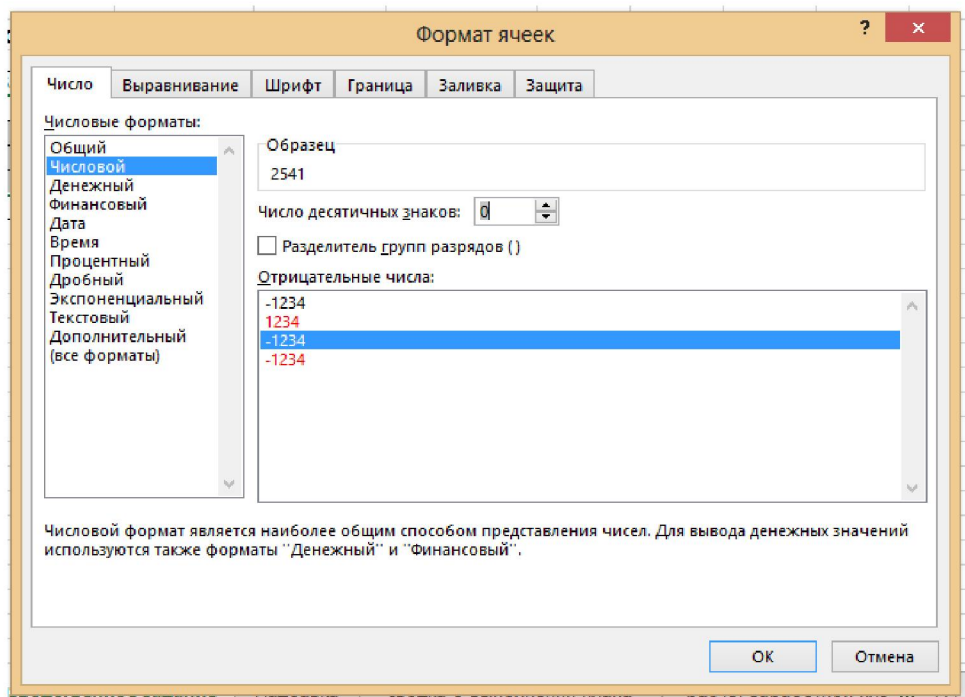 Формат ячеек
?
Число Выравнивание Шрифт Граница Заливка Защита
Числовые форматы:
Общий
Числовой
Денежный
Финансовый
Дата
Время
Процентный
Дробный
Экспоненциальный
Текстовый
Дополнительный
(все форматы)
Образец
2541
Число десятичных знаков: 0
Разделитель групп разрядов ( )
Отрицательные числа:
-1234
1234
-1234
-1234
Числовой формат является наиболее общим способом представления чисел. Для вывода денежных значений
используются также форматы "Денежный" и "Финансовый".
ОК Отмена